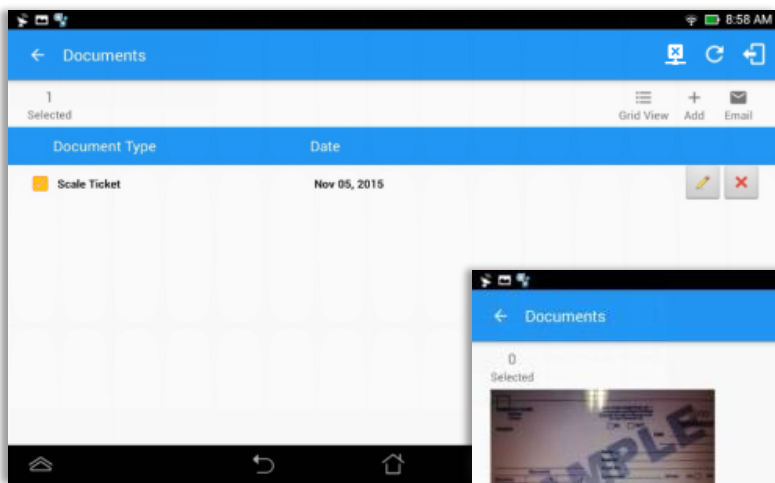 8:58 AM
Documents
1
Selected
Grid View Add Email
Document Type Date
Scale Ticket Nov 05, 2015
Documents
0
Selected